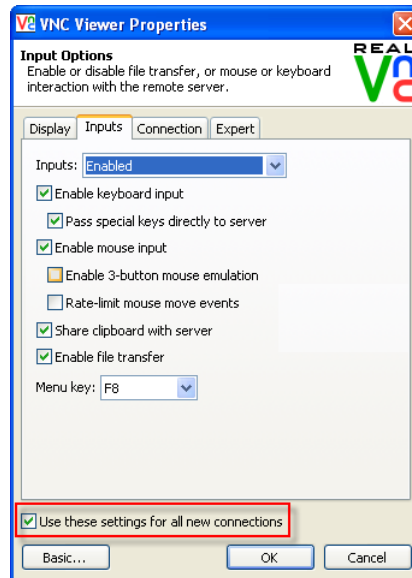 VNC Viewer Properties
Input Options
Enable or disable file transfer, or mouse or keyboard
interaction with the remote server.
REAL
VNC
Display Inputs Connection Expert
Inputs: Enabled
Enable keyboard input
Pass special keys directly to server
Enable mouse input
Enable 3-button mouse emulation
Rate-limit mouse move events
Share clipboard with server
Enable file transfer
Menu key: F8
Use these settings for all new connections
Basic... OK Cancel